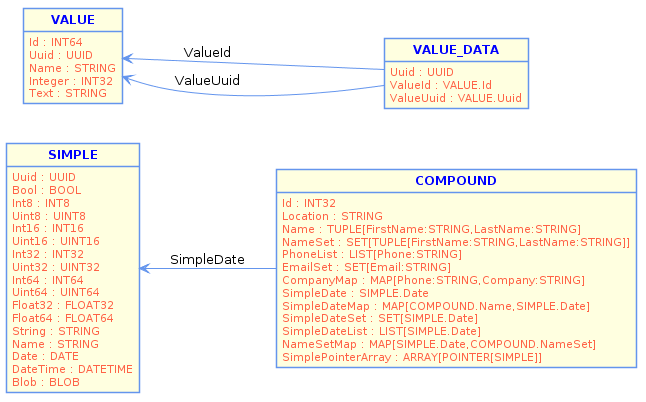 VALUE
Id : INT64
Uuid : UUID
Name : STRING
Integer : INT32
Text : STRING
ValueId
ValueUuid
VALUE_DATA
Uuid : UUID
ValueId : VALUE.Id
ValueUuid : VALUE.Uuid
SIMPLE
Uuid : UUID
Bool : BOOL
Int8 : INT8
Uint8 : UINT8
Int16 : INT16
Uint16 : UINT16
Int32 : INT32
Uint32 : UINT32
Int64 : INT64
Uint64 : UINT64
Float32 : FLOAT32
Float64 : FLOAT64
String : STRING
Name : STRING
Date : DATE
DateTime : DATETIME
Blob : BLOB
SimpleDate
COMPOUND
Id : INT32
Location : STRING
Name : TUPLE[FirstName:STRING,LastName:STRING]
NameSet : SET[TUPLE[FirstName:STRING,LastName:STRING]]
PhoneList : LIST[Phone:STRING]
EmailSet : SET[Email:STRING]
CompanyMap : MAP[Phone:STRING,Company:STRING]
SimpleDate : SIMPLE.Date
SimpleDateMap : MAP[COMPOUND.Name,SIMPLE.Date]
SimpleDateSet : SET[SIMPLE.Date]
SimpleDateList : LIST[SIMPLE.Date]
NameSetMap : MAP[SIMPLE.Date,COMPOUND.NameSet]
SimplePointerArray : ARRAY[POINTER[SIMPLE]]